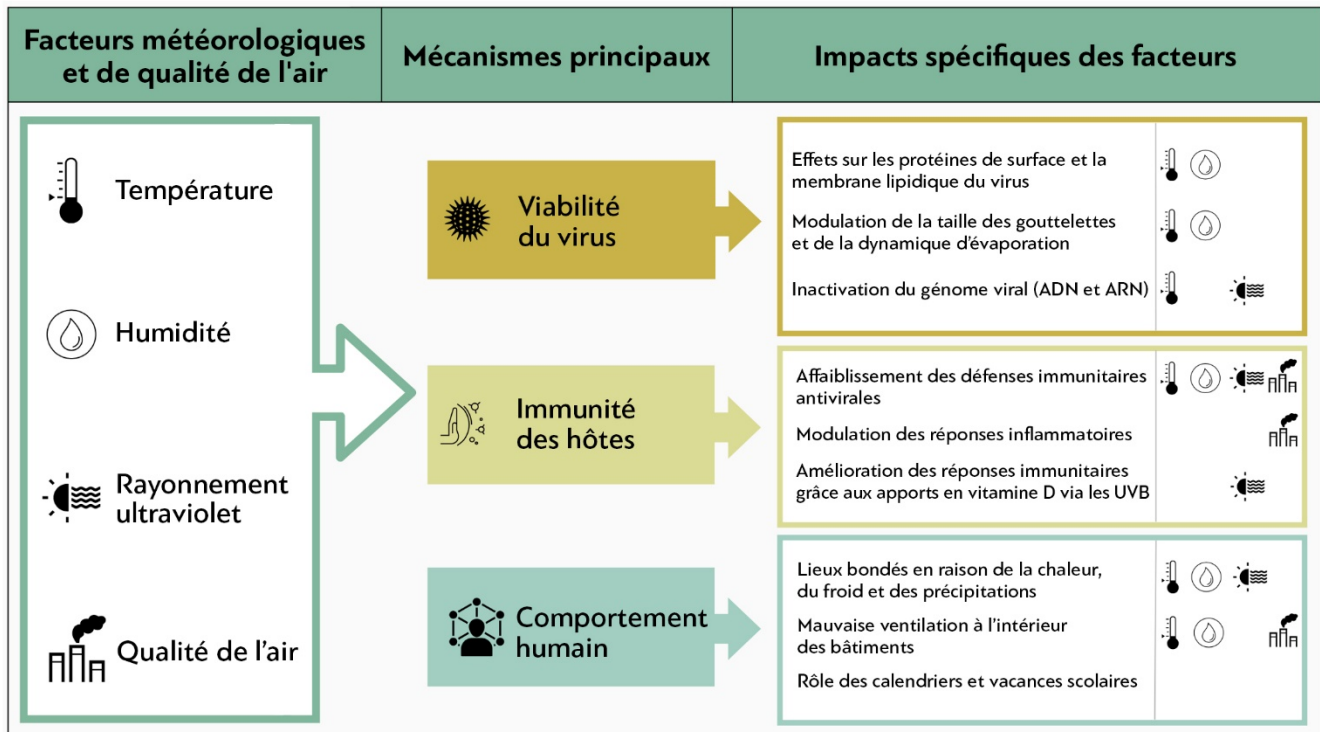 Facteurs météorologiques
et de qualité de l'air
Mécanismes principaux
Impacts spécifiques des facteurs
Température
Humidité
Rayonnement
ultraviolet
Qualité de l'air
Viabilité
du virus
Effets sur les protéines de surface et la
membrane lipidique du virus
Modulation de la taille des gouttelettes
et de la dynamique d'évaporation
Inactivation du génome viral (ADN et ARN)
Immunité
des hôtes
Affaiblissement des défenses immunitaires
antivirales
Modulation des réponses inflammatoires
Amélioration des réponses immunitaires
grâce aux apports en vitamine D via les UVB
Comportement
humain
Lieux bondés en raison de la chaleur,
du froid et des précipitations
Mauvaise ventilation à l'intérieur
des bâtiments
Rôle des calendriers et vacances scolaires